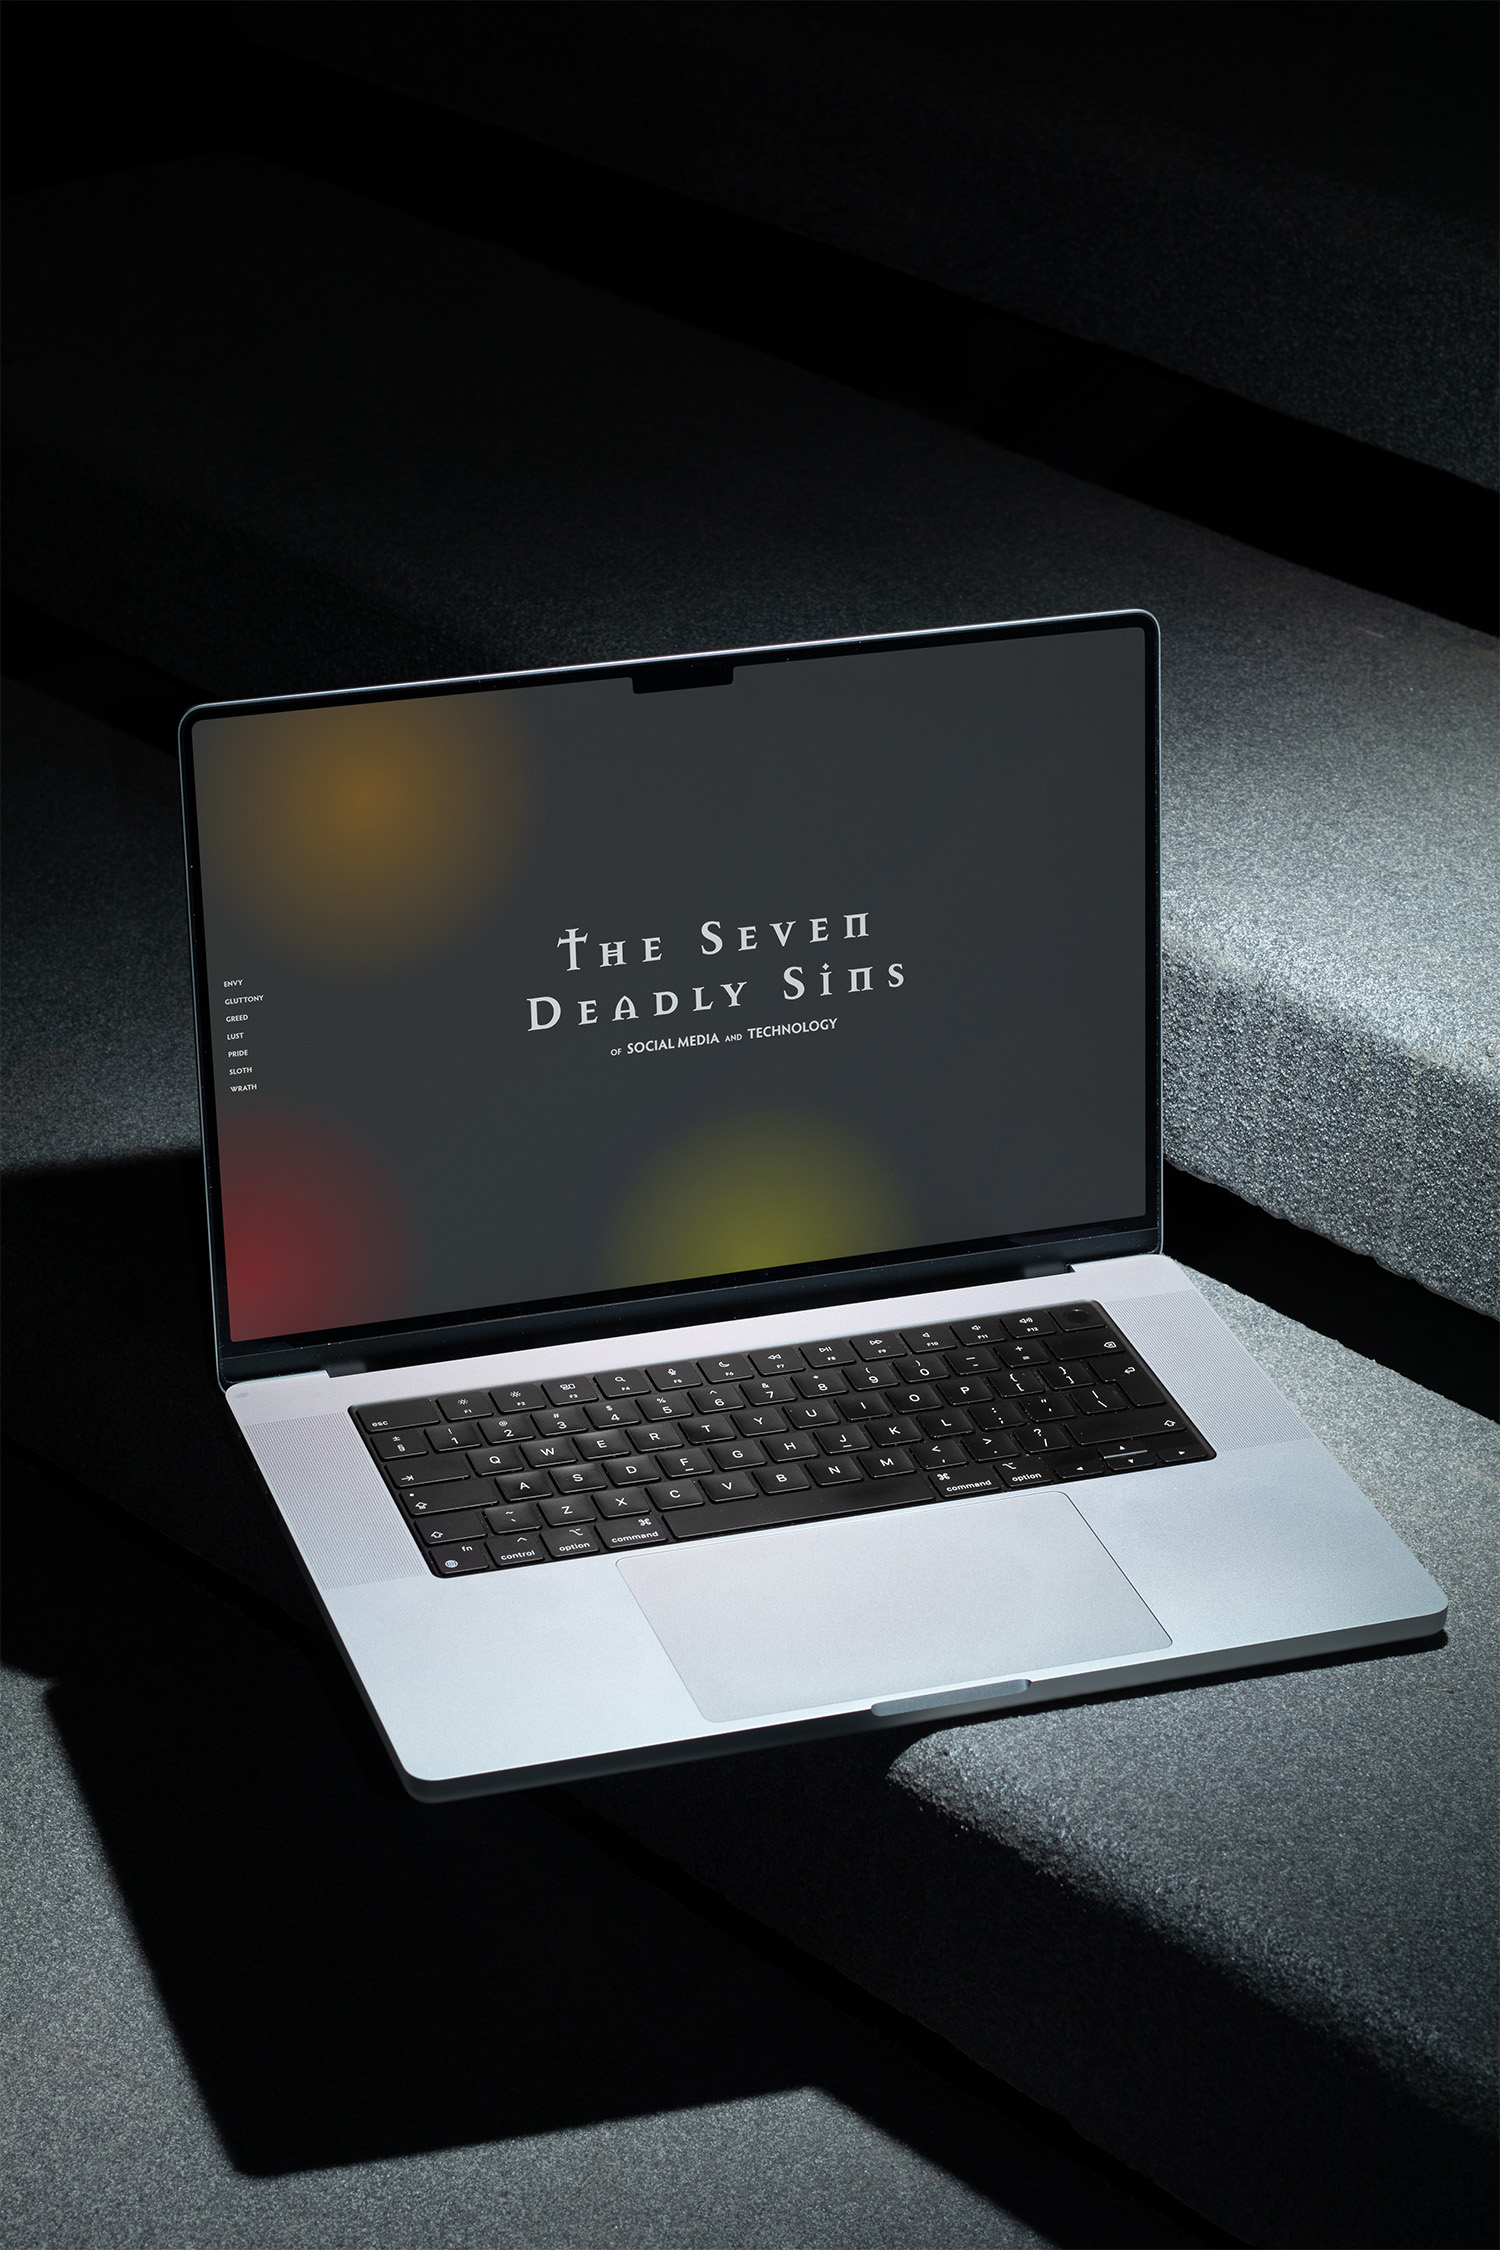 The Seven
Deadly Sins
OF SOCIAL MEDIA AND TECHNOLOGY
ENVY
GLUTTONY
GREED
LUST
PRIDE
SLOTH
WRATH
esc F1 F2 F3 F4 F5 F6 F7 F8 F9 F10 F11 F12
± § ! 1 @ 2 # 3 $ 4 % 5 ^ 6 & 7 * 8 ( 9 ) 0 _ - + =
Q W E R T Y U I O P { [ } ]
A S D F G H J K L : ; " ' | \
~ ` Z X C V B N M < , > . ? /
fn control option command command option